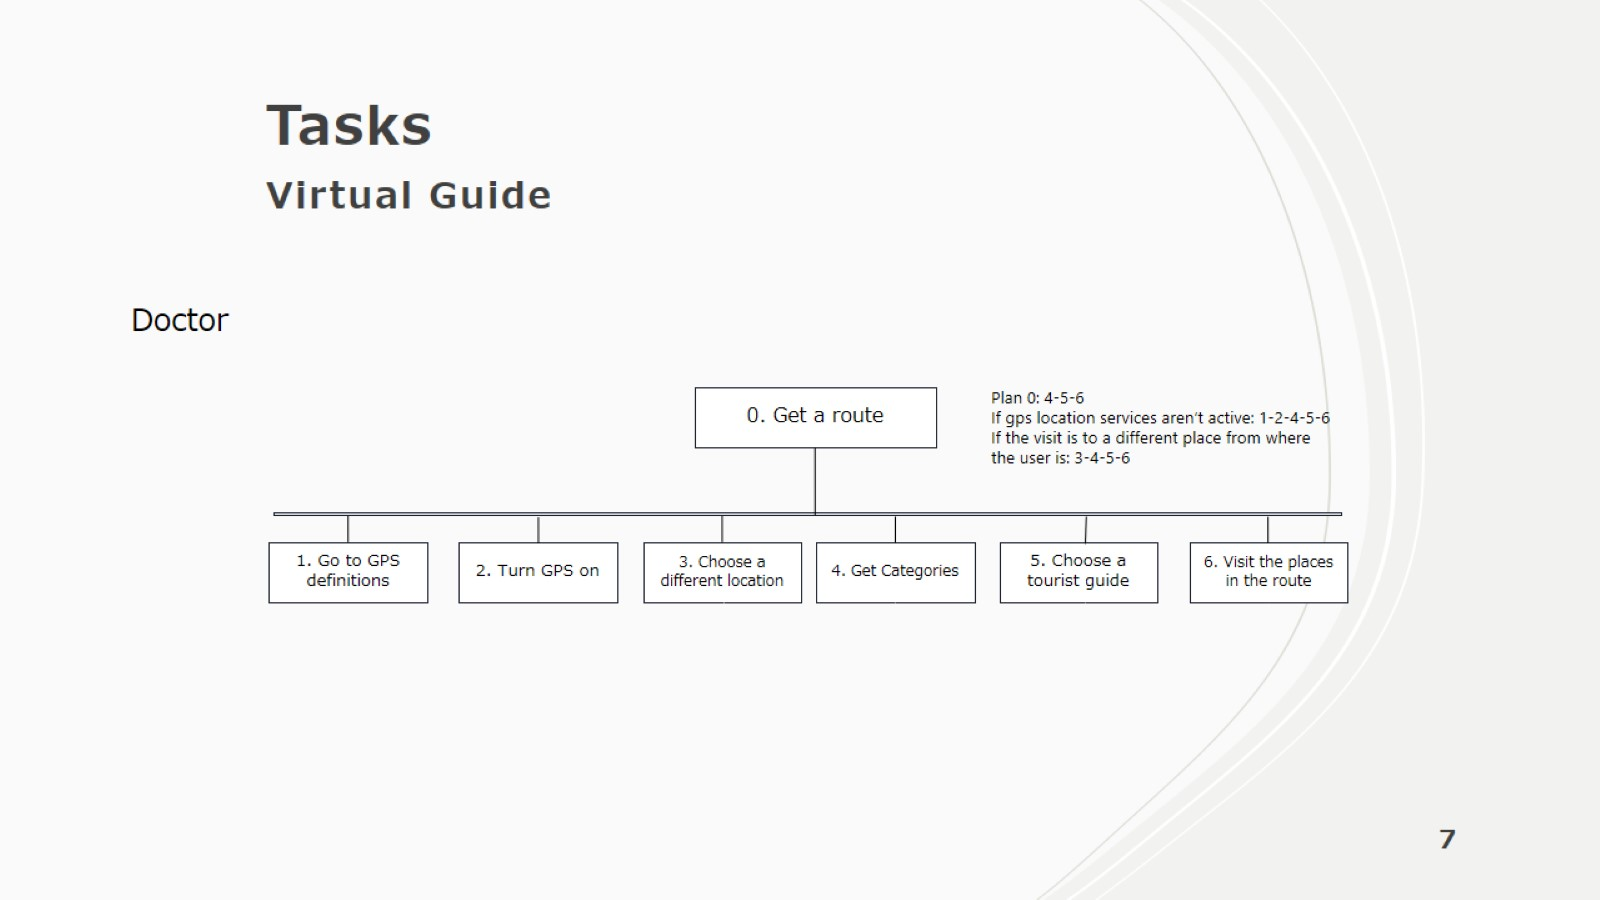 Tasks
Virtual Guide
Doctor
0. Get a route
Plan 0: 4-5-6
If gps location services aren't active: 1-2-4-5-6
If the visit is to a different place from where
the user is: 3-4-5-6
1. Go to GPS
definitions
2. Turn GPS on
3. Choose a
different location
4. Get Categories
5. Choose a
tourist guide
6. Visit the places
in the route
7